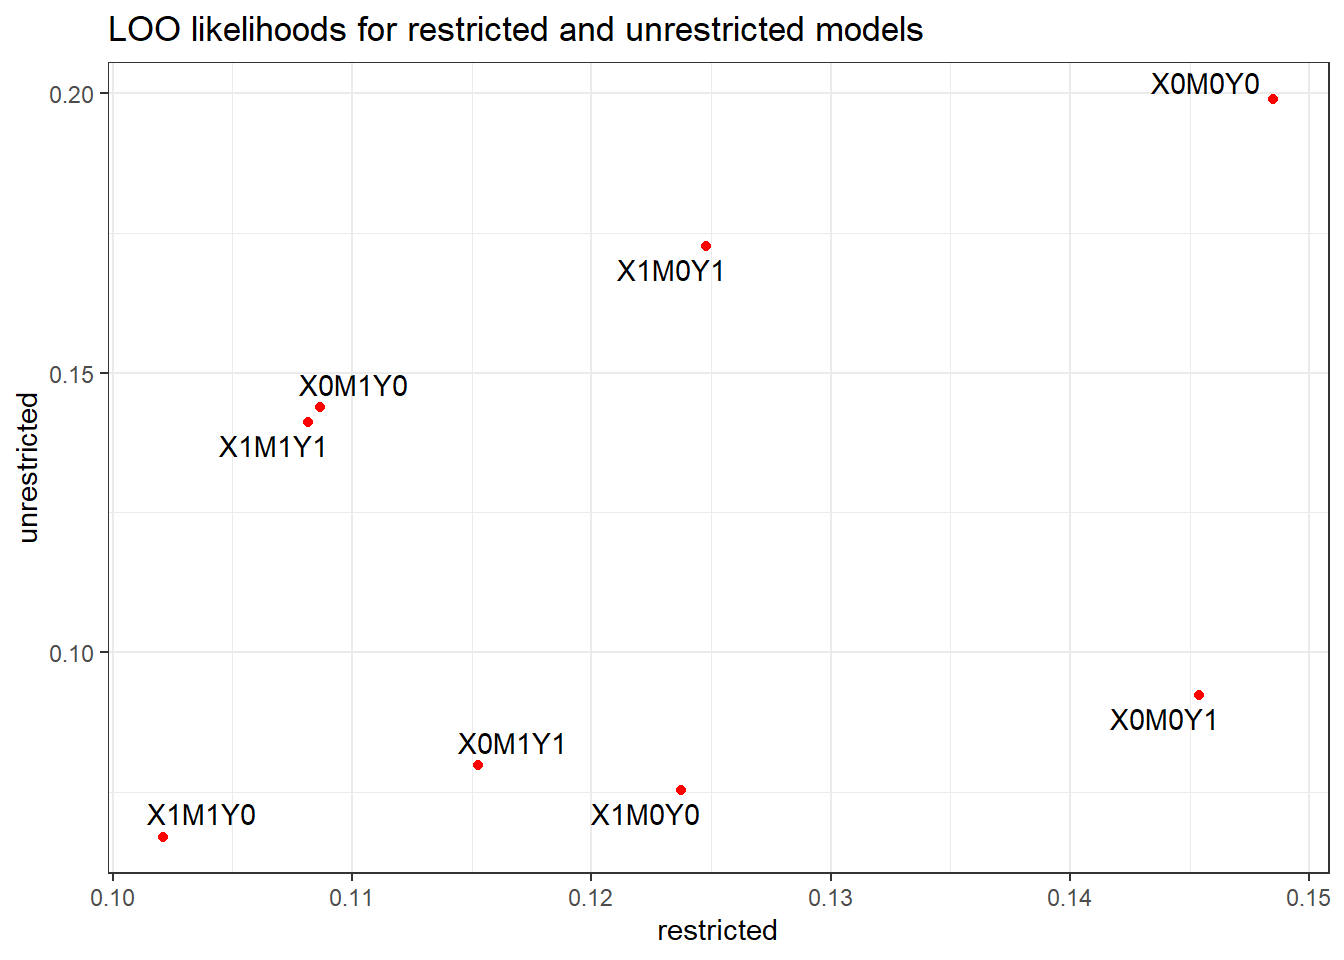 LOO likelihoods for restricted and unrestricted models
0.20
X0M0Y0
X1M0Y1
0.15
X0M1Y0
X1M1Y1
unrestricted
0.10
X0M0Y1
X0M1Y1
X1M1Y0
X1M0Y0
0.10 0.11 0.12 0.13 0.14 0.15
restricted